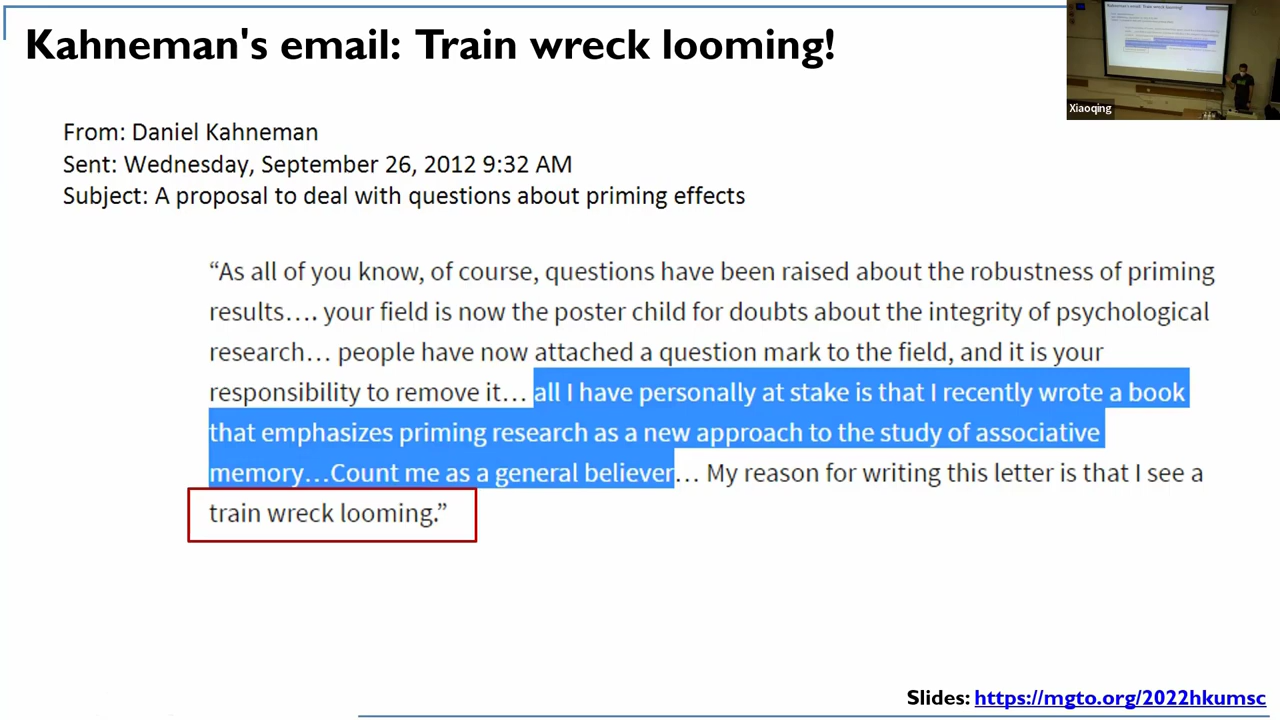 Kahneman's email: Train wreck looming!
Xiaoqing
From: Daniel Kahneman
Sent: Wednesday, September 26, 2012 9:32 AM
Subject: A proposal to deal with questions about priming effects
“As all of you know, of course, questions have been raised about the robustness of priming
results…. your field is now the poster child for doubts about the integrity of psychological
research… people have now attached a question mark to the field, and it is your
responsibility to remove it… all I have personally at stake is that I recently wrote a book
that emphasizes priming research as a new approach to the study of associative
memory…Count me as a general believer… My reason for writing this letter is that I see a
train wreck looming.”
Slides: https://mgto.org/2022hkumsc